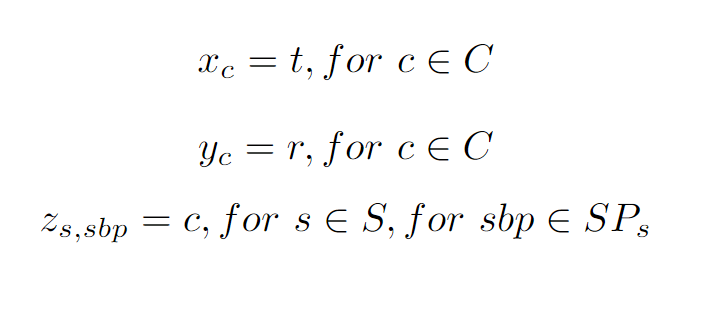 x_c = t, for c ∈ C
y_c = r, for c ∈ C
z_{s,sbp} = c, for s ∈ S, for sbp ∈ SP_s